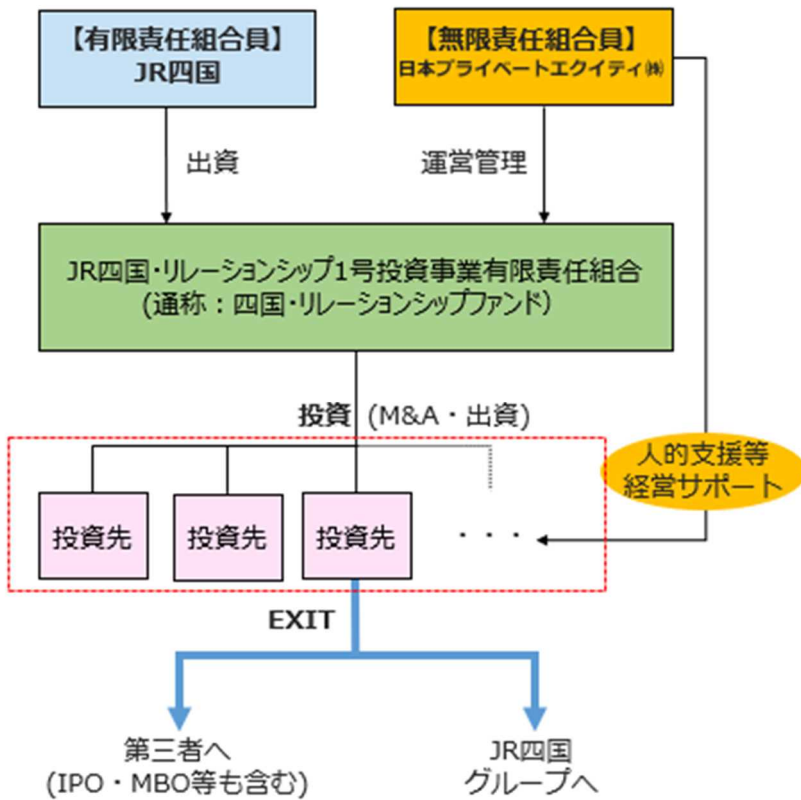 【有限責任組合員】
JR四国
【無限責任組合員】
日本プライベートエクイティ㈱
出資
運営管理
JR四国・リレーションシップ1号投資事業有限責任組合
(通称：四国・リレーションシップファンド)
投資 (M&A・出資)
人的支援等
経営サポート
投資先
投資先
投資先
・・・
EXIT
第三者へ
(IPO・MBO等も含む)
JR四国
グループへ